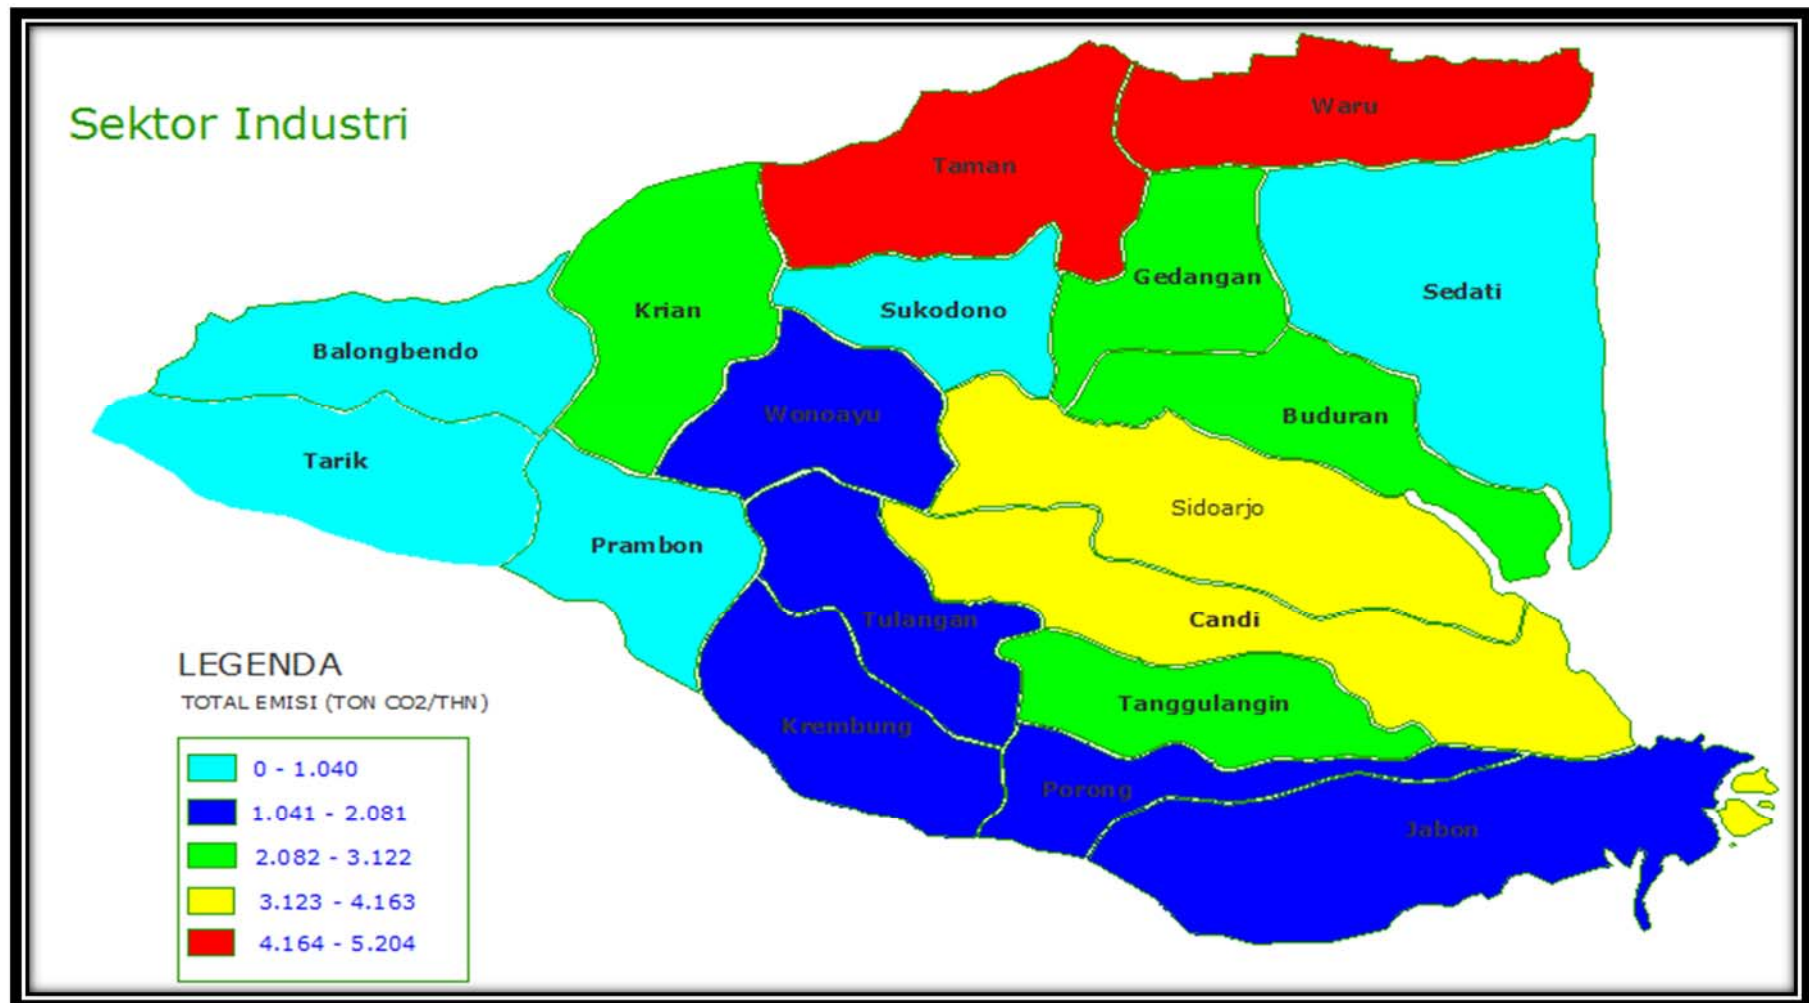 Sektor Industri
Waru
Taman
Gedangan
Sedati
Krian
Sukodono
Balongbendo
Wonoayu
Buduran
Tarik
Sidoarjo
Prambon
Tulangan
Candi
Tanggulangin
Krembung
Porong
Jabon
LEGENDA
TOTAL EMISI (TON CO2/THN)
0 - 1.040
1.041 - 2.081
2.082 - 3.122
3.123 - 4.163
4.164 - 5.204